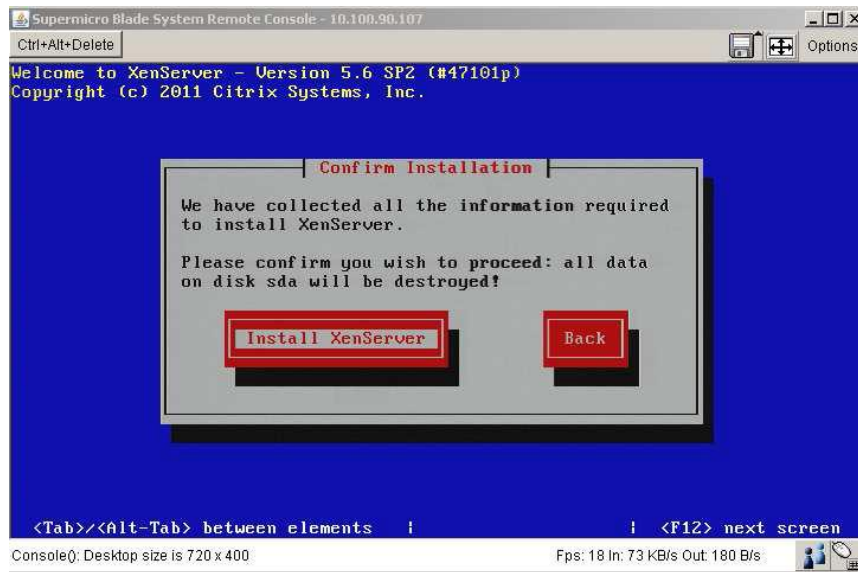 Supermicro Blade System Remote Console - 10.100.90.107
Ctrl+Alt+Delete
Options
Welcome to XenServer - Version 5.6 SP2 (#47101p)
Copyright (c) 2011 Citrix Systems, Inc.
Confirm Installation
We have collected all the information required
to install XenServer.
Please confirm you wish to proceed: all data
on disk sda will be destroyed!
Install XenServer
Back
<Tab>/<Alt-Tab> between elements | | <F12> next screen
Console(): Desktop size is 720 x 400
Fps: 18 In: 73 KB/s Out: 180 B/s